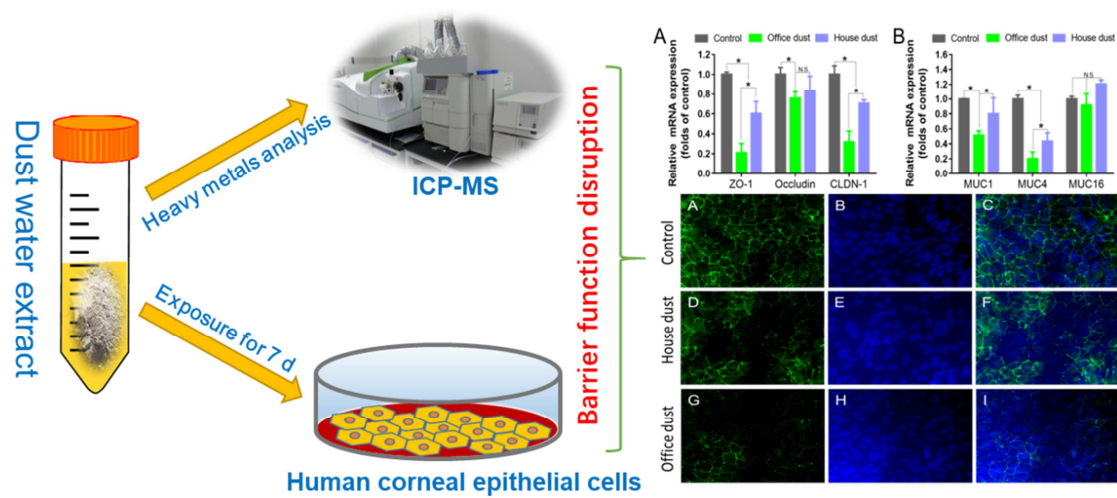 Dust water extract
Heavy metals analysis
ICP-MS
Exposure for 7 d
Human corneal epithelial cells
Barrier function disruption
A
Control Office dust House dust
Relative mRNA expression
(folds of control)
1.2
1.0
0.8
0.6
0.4
0.2
0
* * * N.S * *
ZO-1 Occludin CLDN-1
B
Control Office dust House dust
Relative mRNA expression
(folds of control)
1.6
1.4
1.2
1.0
0.8
0.6
0.4
0.2
0
* * * * N.S
MUC1 MUC4 MUC16
Control
A B C
House dust
D E F
Office dust
G H I